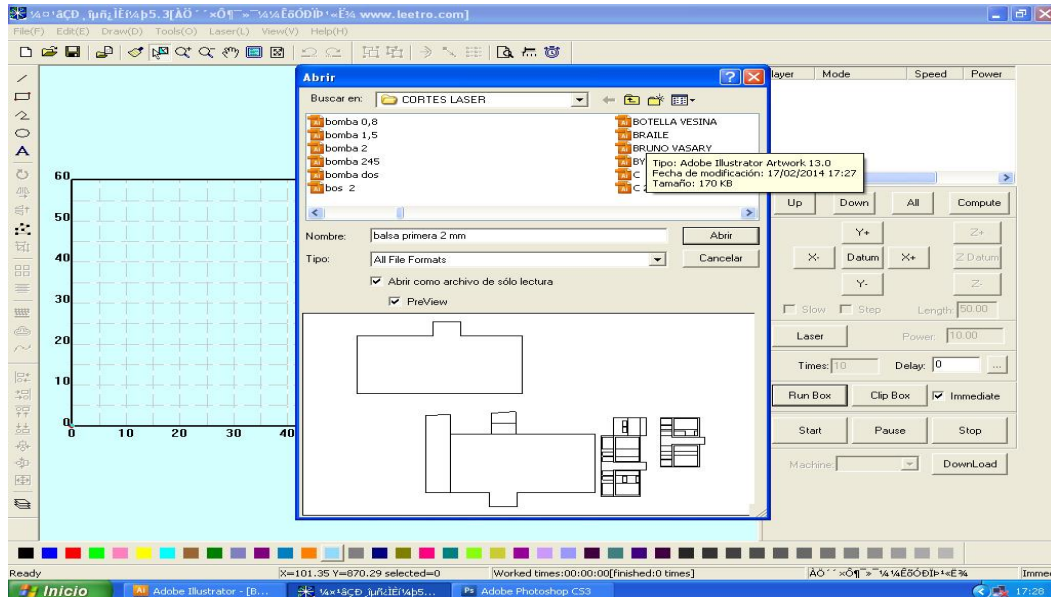 5.3[ www.leetro.com]
File(F) Edit(E) Draw(D) Tools(O) Laser(L) View(V) Help(H)
Abrir
Buscar en: CORTES LASER
bomba 0,8
bomba 1,5
bomba 2
bomba 245
bomba dos
bos 2
BOTELLA VESINA
BRAILE
BRUNO VASARY
BY
C
C 2
Tipo: Adobe Illustrator Artwork 13.0
Fecha de modificación: 17/02/2014 17:27
Tamaño: 170 KB
Nombre: balsa primera 2 mm Abrir
Tipo: All File Formats Cancelar
Abrir como archivo de sólo lectura
PreView
60
50
40
30
20
10
0
0 10 20 30 40
layer Mode Speed Power
Up Down All Compute
Y+ Z+
X- Datum X+ Z Datum
Y- Z-
Slow Step Length: 50.00
Laser Power: 10.00
Times: 10 Delay: 0 ...
Run Box Clip Box Immediate
Start Pause Stop
Machine: DownLoad
Ready X=101.35 Y=870.29 selected=0 Worked times:00:00:00[finished:0 times] Imme
Inicio Adobe Illustrator - [B... Adobe Photoshop CS3 17:28